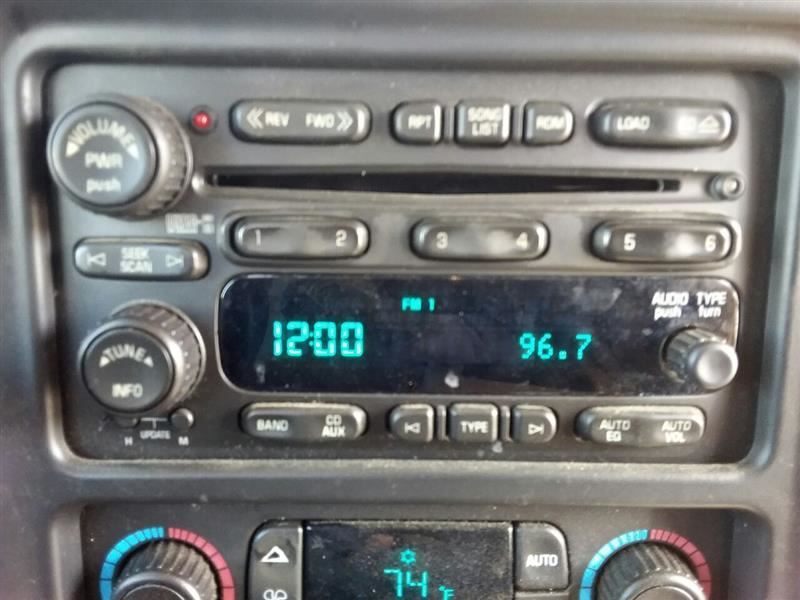 VOLUME
PWR
push
REV FWD
RPT
SONG
LIST
RDM
LOAD CD
1 2
3 4
5 6
SEEK
SCAN
FM 1
12:00
96.7
AUDIO TYPE
push turn
TUNE
INFO
H UPDATE M
BAND
CD
AUX
TYPE
AUTO
EQ
AUTO
VOL
AUTO
74 °F